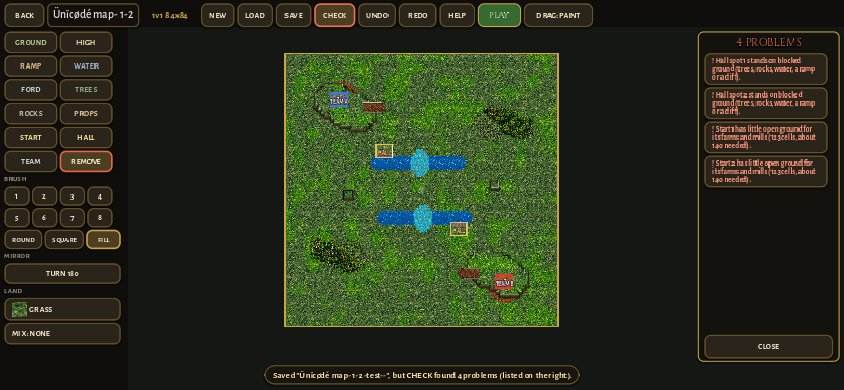 BACK
Ünïcødé map-1-2
1v1 84x84
NEW
LOAD
SAVE
CHECK
UNDO
REDO
HELP
PLAY
DRAG: PAINT
GROUND
HIGH
RAMP
WATER
FORD
TREES
ROCKS
PROPS
START
HALL
TEAM
REMOVE
BRUSH
1
2
3
4
5
6
7
8
ROUND
SQUARE
FILL
MIRROR
TURN 180
LAND
GRASS
MIX: NONE
4 PROBLEMS
! Hall spot 1 stands on blocked
ground (trees, rocks, water, a ramp
or a cliff).
! Hall spot 2 stands on blocked
ground (trees, rocks, water, a ramp
or a cliff).
! Start 1 has little open ground for
its farms and mills (123 cells, about
140 needed).
! Start 2 has little open ground for
its farms and mills (123 cells, about
140 needed).
CLOSE
Saved "Ünïcødé map-1-2-test--", but CHECK found 4 problems (listed on the right).